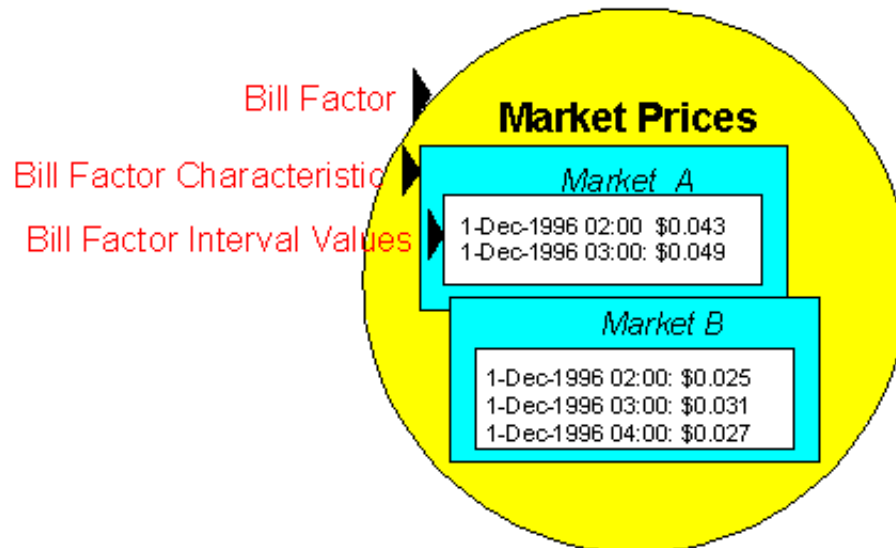 Bill Factor
Market Prices
Bill Factor Characteristic
Market A
Bill Factor Interval Values
1-Dec-1996 02:00 $0.043
1-Dec-1996 03:00: $0.049
Market B
1-Dec-1996 02:00: $0.025
1-Dec-1996 03:00: $0.031
1-Dec-1996 04:00: $0.027